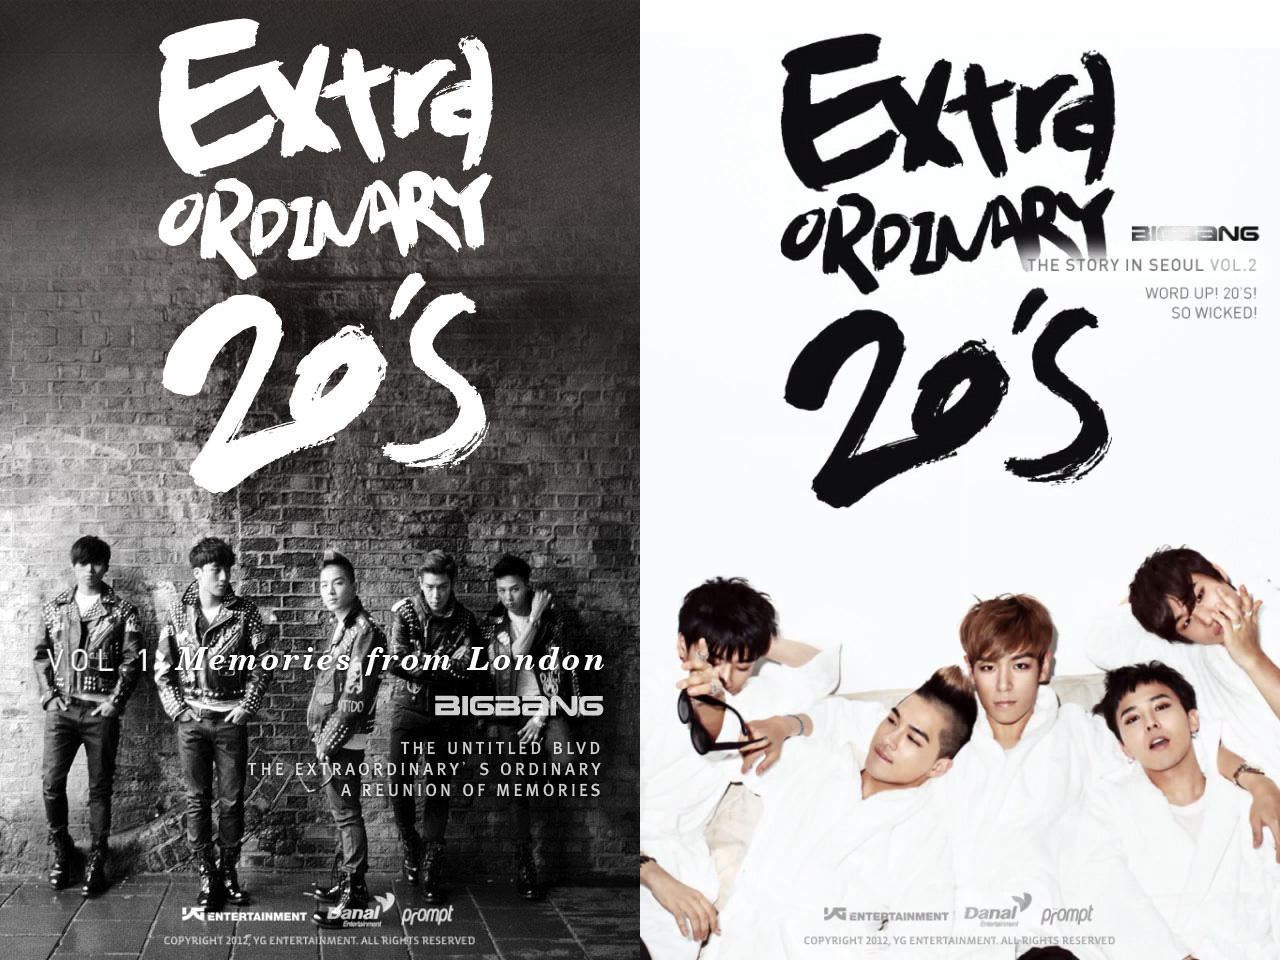 Extra
ORDINARY
20'S
VOL.1 Memories from London
BIGBANG
THE UNTITLED BLVD
THE EXTRAORDINARY' S ORDINARY
A REUNION OF MEMORIES
YG ENTERTAINMENT Danal Entertainment prompt
COPYRIGHT 2012, YG ENTERTAINMENT. ALL RIGHTS RESERVED
Extra
ORDINARY
20'S
BIGBANG
THE STORY IN SEOUL VOL.2
WORD UP! 20'S!
SO WICKED!
YG ENTERTAINMENT Danal Entertainment prompt
COPYRIGHT 2012, YG ENTERTAINMENT. ALL RIGHTS RESERVED